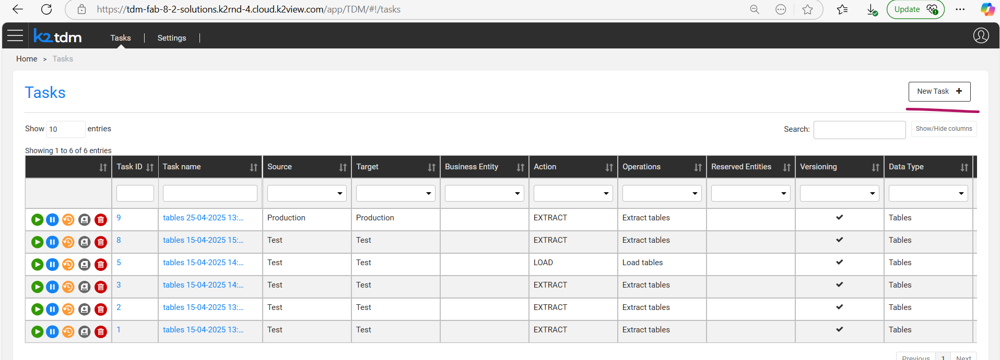 https://tdm-fab-8-2-solutions.k2rnd-4.cloud.k2view.com/app/TDM/#!/tasks
Update
k2tdm
Tasks
Settings
Home > Tasks
Tasks
New Task +
Show 10 entries
Search:
Show/Hide columns
Showing 1 to 6 of 6 entries
Task ID Task name Source Target Business Entity Action Operations Reserved Entities Versioning Data Type
9 tables 25-04-2025 13:... Production Production EXTRACT Extract tables Tables
8 tables 15-04-2025 15:... Test Test EXTRACT Extract tables Tables
5 tables 15-04-2025 14:... Test Test LOAD Load tables Tables
3 tables 15-04-2025 14:... Test Test EXTRACT Extract tables Tables
2 tables 15-04-2025 13:... Test Test EXTRACT Extract tables Tables
1 tables 15-04-2025 13:... Test Test EXTRACT Extract tables Tables
Previous 1 Next